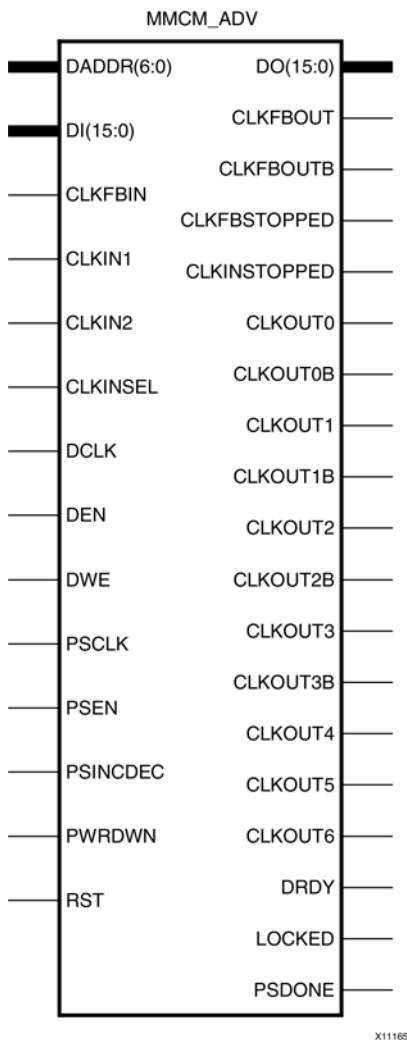 MMCM_ADV
DADDR(6:0)
DI(15:0)
CLKFBIN
CLKIN1
CLKIN2
CLKINSEL
DCLK
DEN
DWE
PSCLK
PSEN
PSINCDEC
PWRDWN
RST
DO(15:0)
CLKFBOUT
CLKFBOUTB
CLKFBSTOPPED
CLKINSTOPPED
CLKOUT0
CLKOUT0B
CLKOUT1
CLKOUT1B
CLKOUT2
CLKOUT2B
CLKOUT3
CLKOUT3B
CLKOUT4
CLKOUT5
CLKOUT6
DRDY
LOCKED
PSDONE
X11165